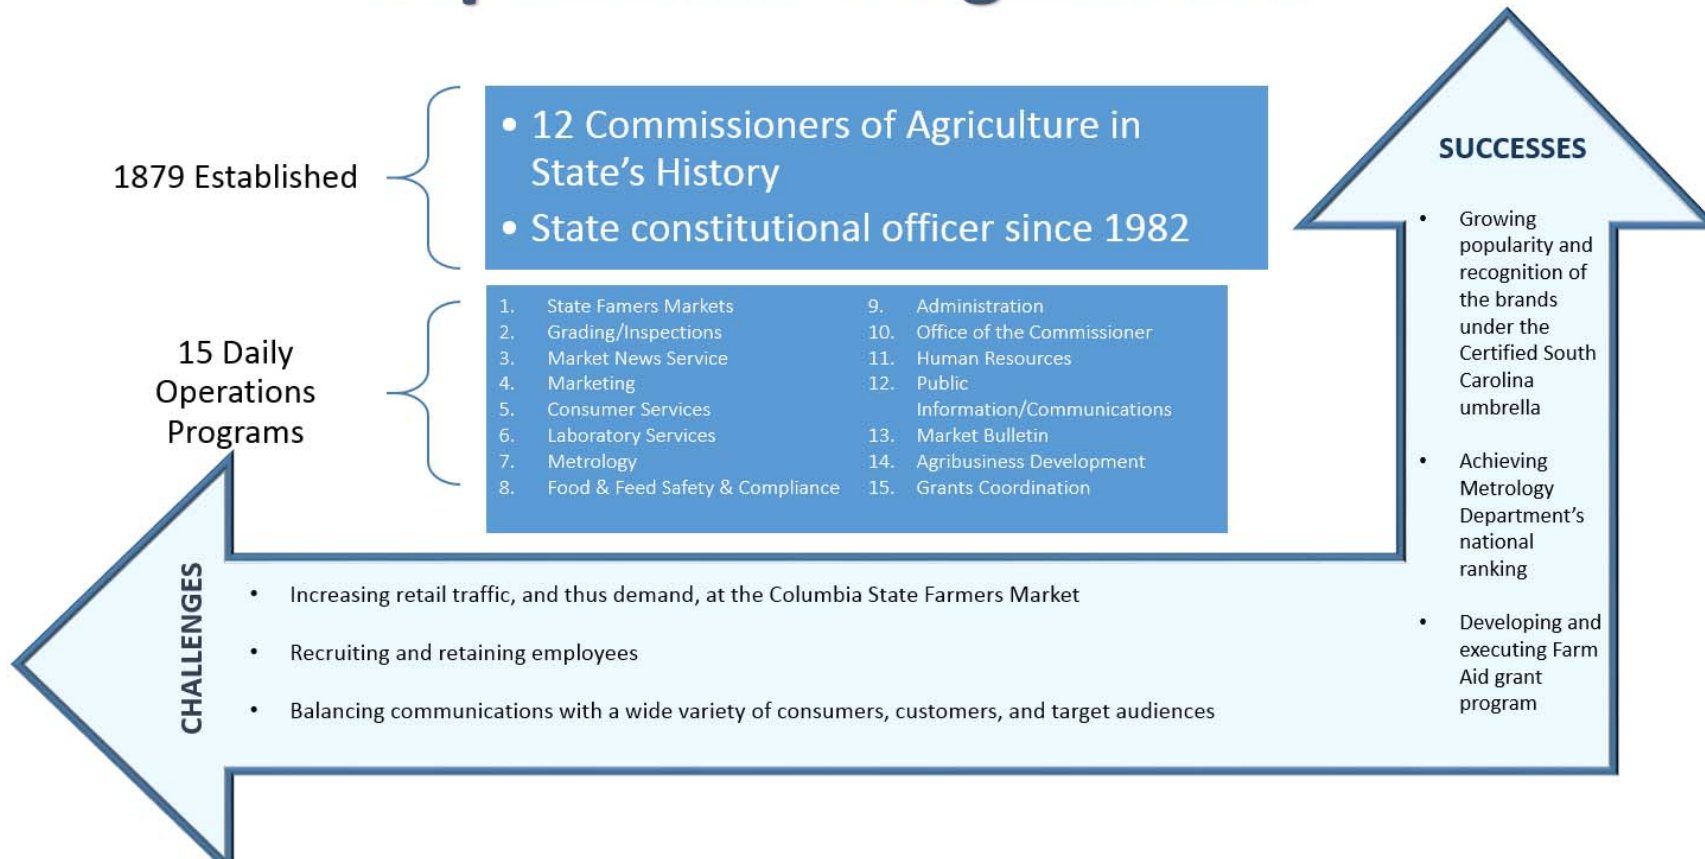 1879 Established
• 12 Commissioners of Agriculture in
State's History
• State constitutional officer since 1982
15 Daily
Operations
Programs
1. State Famers Markets
2. Grading/Inspections
3. Market News Service
4. Marketing
5. Consumer Services
6. Laboratory Services
7. Metrology
8. Food & Feed Safety & Compliance
9. Administration
10. Office of the Commissioner
11. Human Resources
12. Public
Information/Communications
13. Market Bulletin
14. Agribusiness Development
15. Grants Coordination
SUCCESSES
• Growing
popularity and
recognition of
the brands
under the
Certified South
Carolina
umbrella
• Achieving
Metrology
Department's
national
ranking
• Developing and
executing Farm
Aid grant
program
CHALLENGES
• Increasing retail traffic, and thus demand, at the Columbia State Farmers Market
• Recruiting and retaining employees
• Balancing communications with a wide variety of consumers, customers, and target audiences